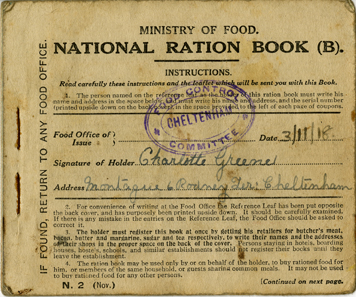 MINISTRY OF FOOD.
NATIONAL RATION BOOK (B).
INSTRUCTIONS.
Read carefully these instructions and the leaflet which will be sent you with this Book.
1. The person named on the reference leaf of this ration book must write his
name and address in the space below, and must write his name and address, and the serial number
(printed upside down on the back cover) in the space provided to the left of each page of coupons.
FOOD CONTROL
CHELTENHAM
COMMITTEE
Food Office of
Issue
Date 3/11/18.
Signature of Holder Charlotte Greene
Address Montague Rodney Ter: Cheltenham
2. For convenience of writing at the Food Office the Reference Leaf has been put opposite
the back cover, and has purposely been printed upside down. It should be carefully examined.
If there is a mistake in the entries on the Reference Leaf, the Food Office should be asked to
correct it.
3. The holder must register this book at once by getting his retailers for butcher's meat,
bacon, butter and margarine, sugar and tea respectively, to write their names and the addresses
of their shops in the proper space on the back of the cover. Persons staying in hotels, boarding
houses, hostels, schools, and similar establishments should not register their books until they
leave the establishment.
4. The ration book may be used only by or on behalf of the holder, to buy rationed food for
him, or members of the same household, or guests sharing common meals. It may not be used
to buy rationed food for any other persons.
N. 2 (Nov.)
[Continued on next page.
IF FOUND, RETURN TO ANY FOOD OFFICE.